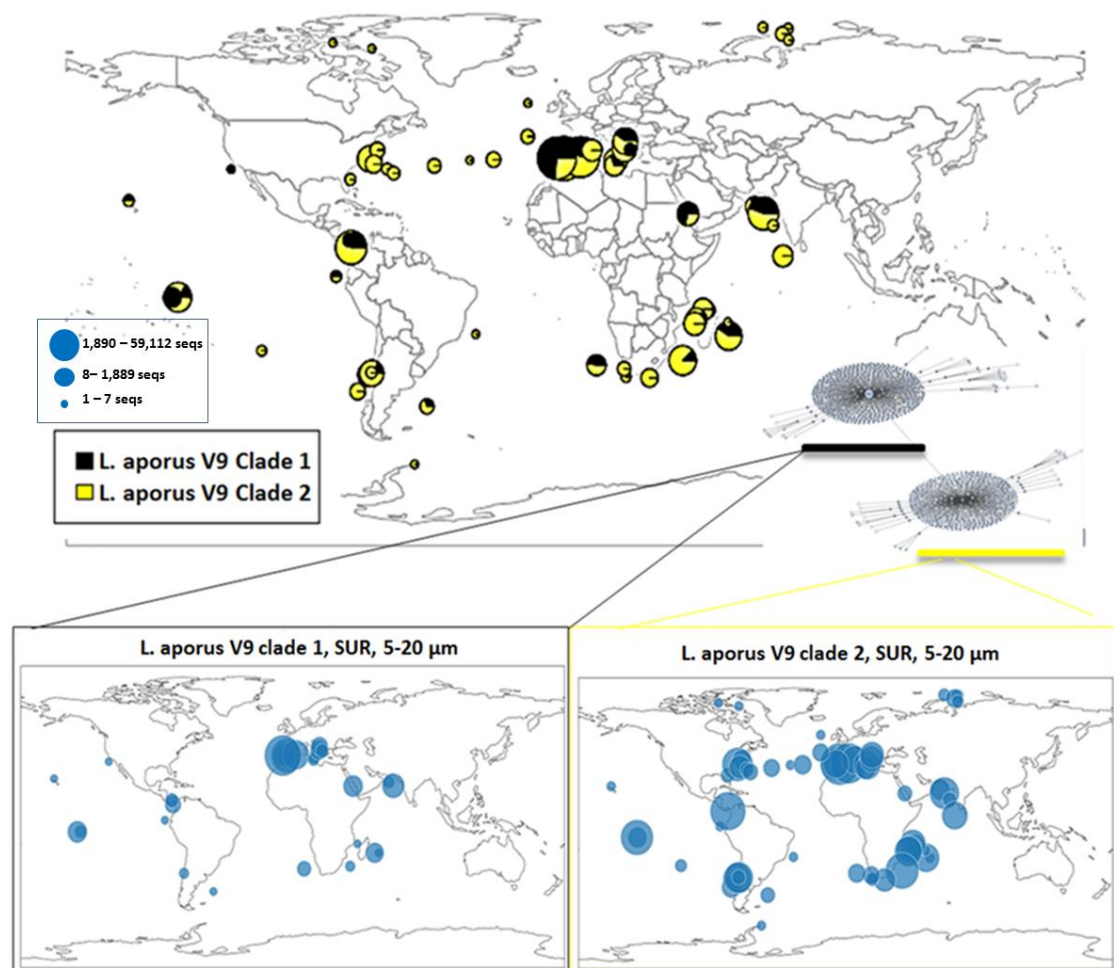 1,890 – 59,112 seqs
8– 1,889 seqs
1 – 7 seqs
L. aporus V9 Clade 1
L. aporus V9 Clade 2
L. aporus V9 clade 1, SUR, 5-20 µm
L. aporus V9 clade 2, SUR, 5-20 µm